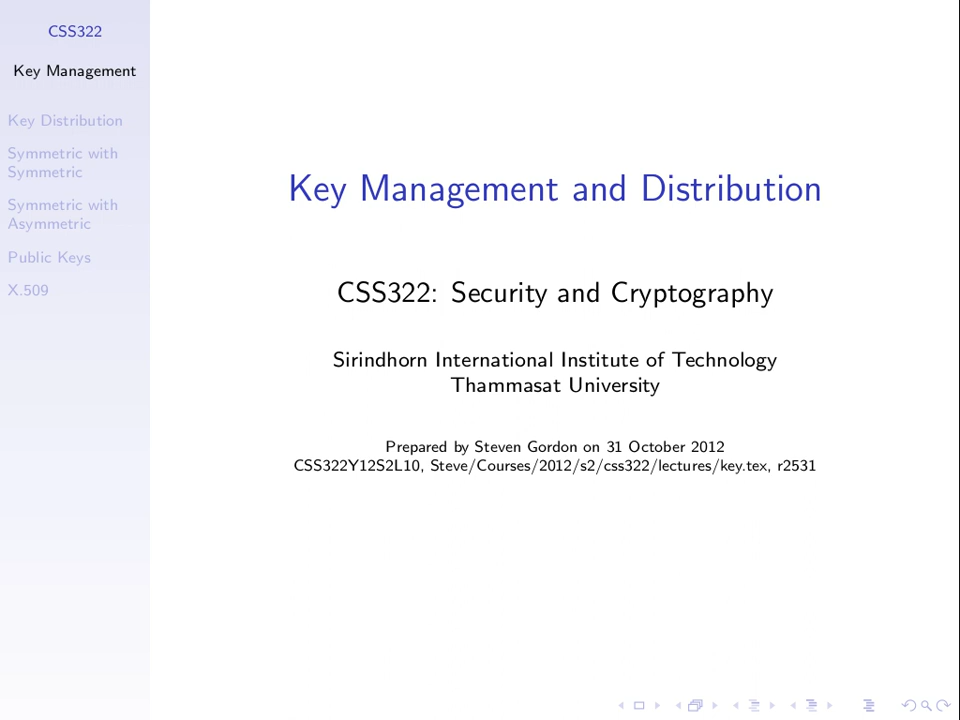 CSS322
Key Management
Key Distribution
Symmetric with
Symmetric
Symmetric with
Asymmetric
Public Keys
X.509
Key Management and Distribution
CSS322: Security and Cryptography
Sirindhorn International Institute of Technology
Thammasat University
Prepared by Steven Gordon on 31 October 2012
CSS322Y12S2L10, Steve/Courses/2012/s2/css322/lectures/key.tex, r2531